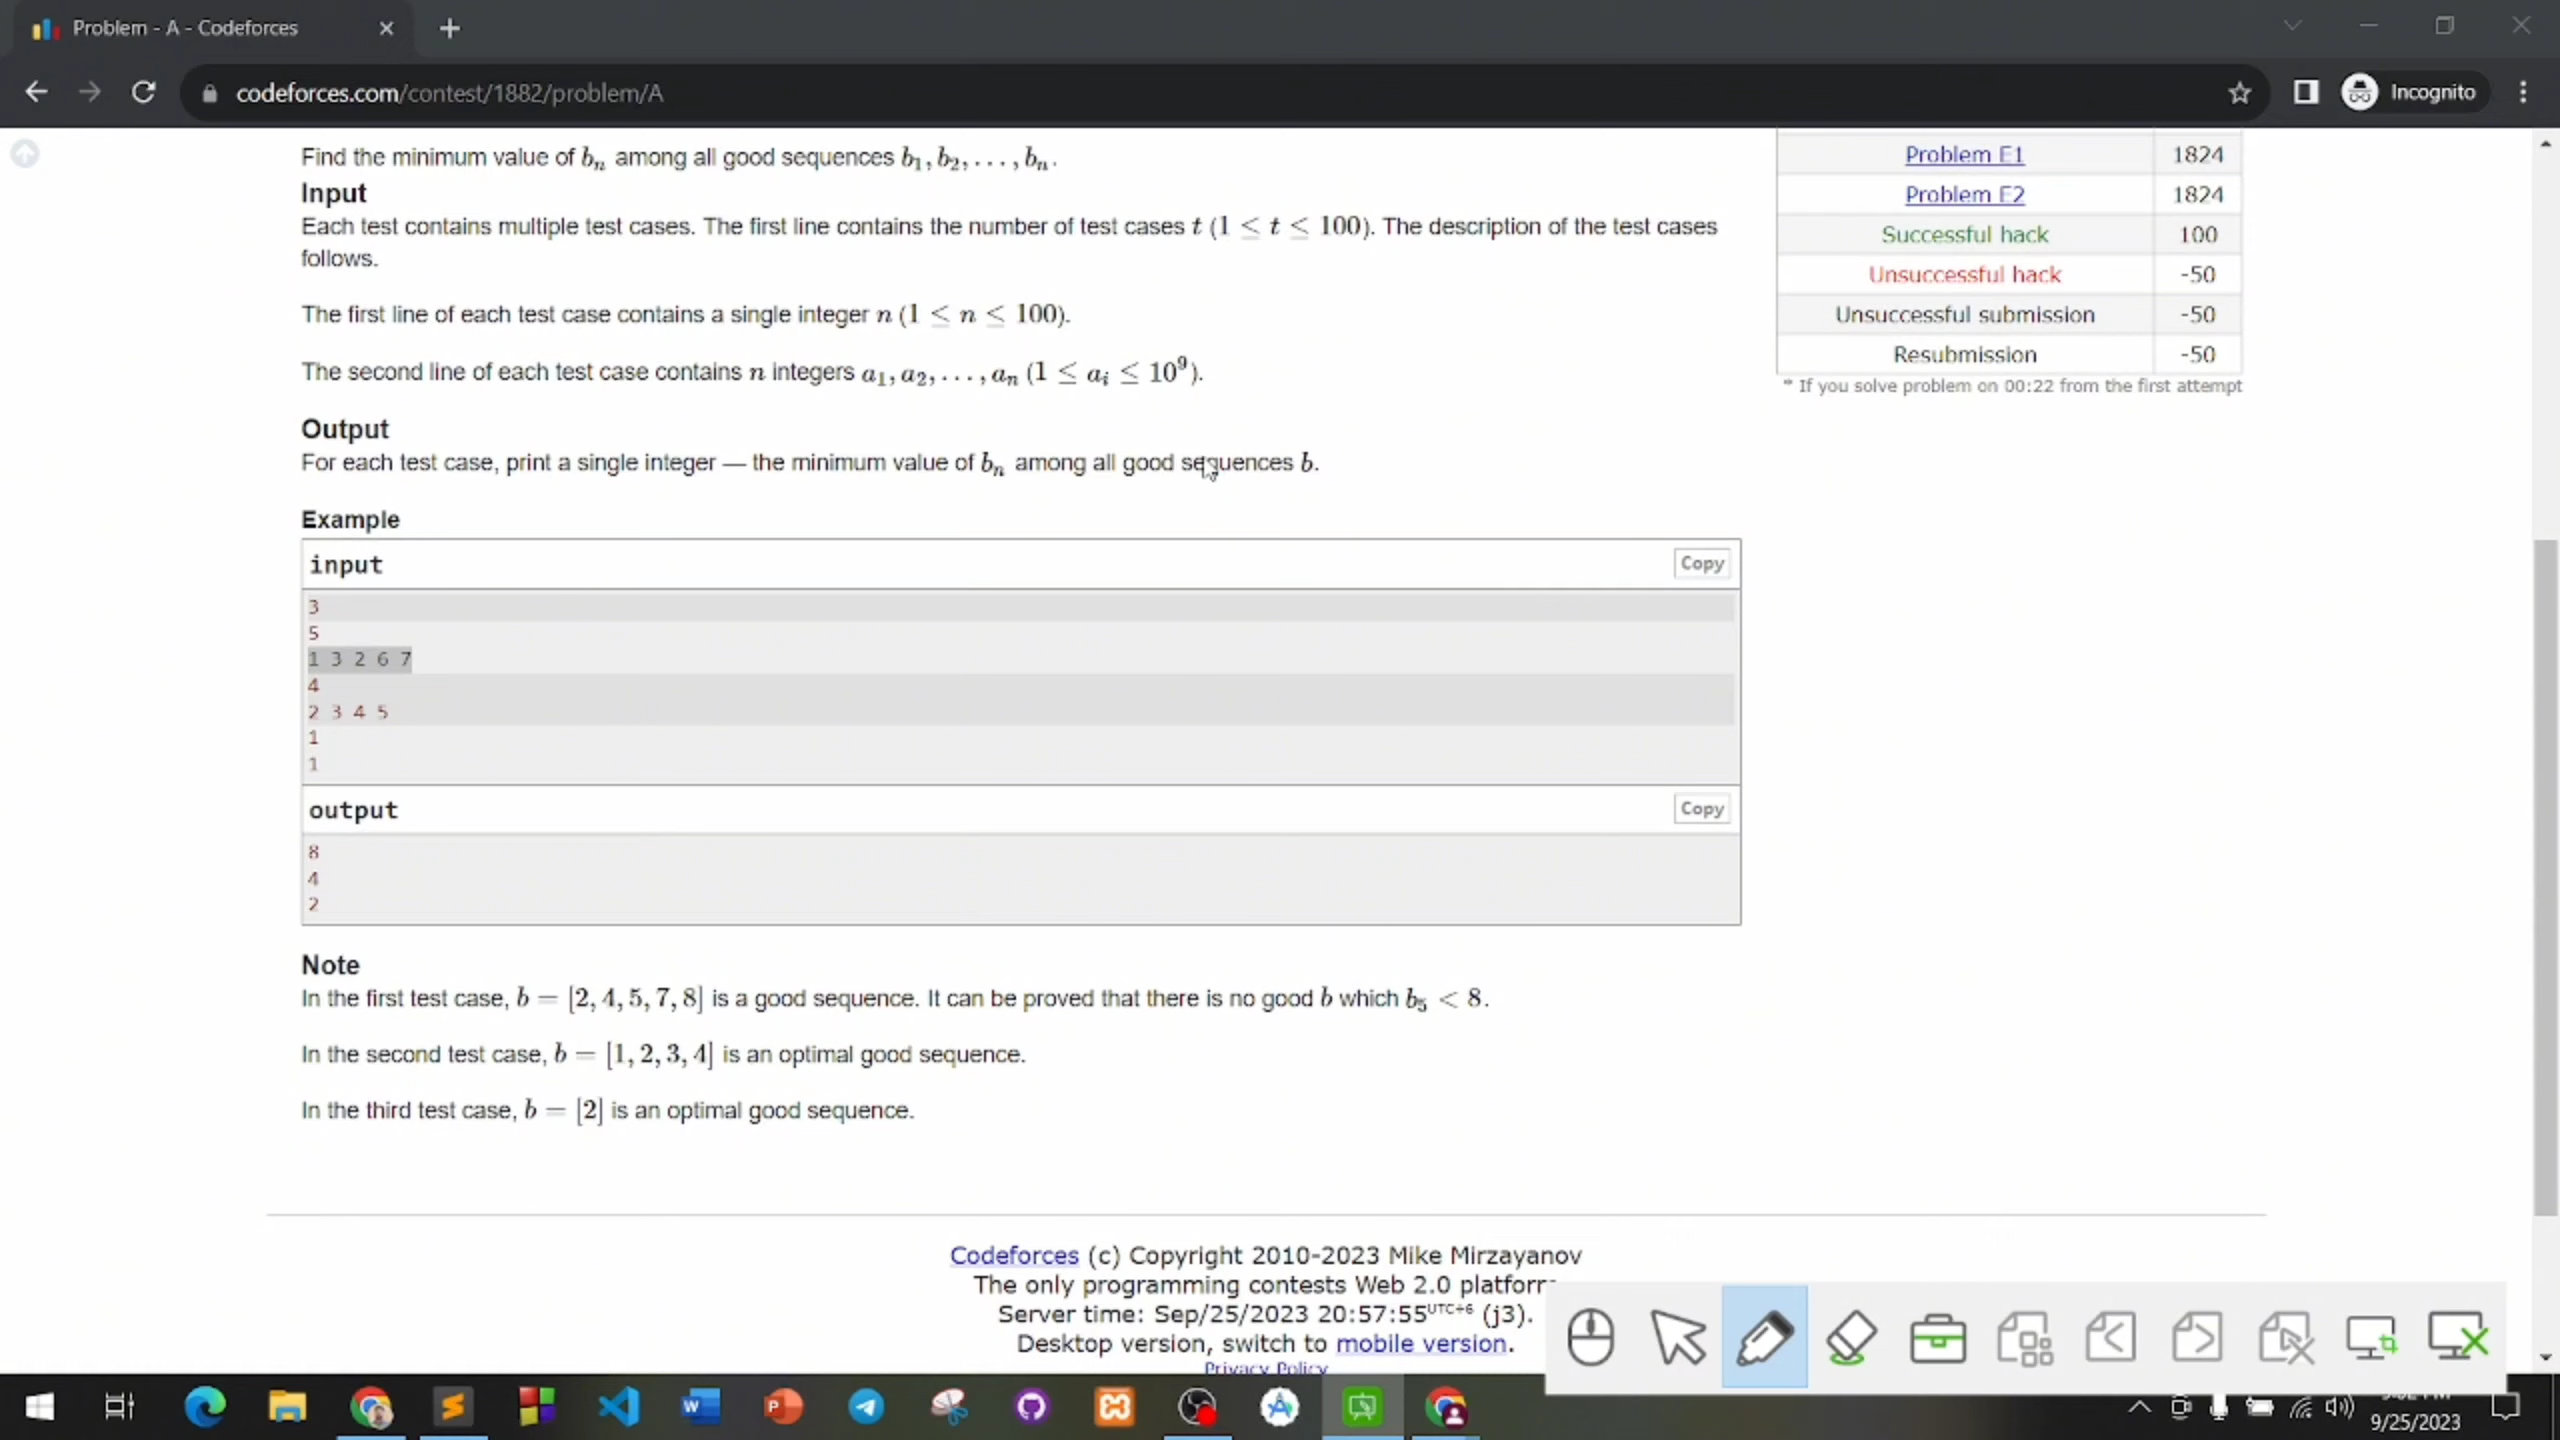 Problem - A - Codeforces
codeforces.com/contest/1882/problem/A
Incognito
Find the minimum value of bₙ among all good sequences b₁, b₂, . . . , bₙ.
Input
Each test contains multiple test cases. The first line contains the number of test cases t (1 ≤ t ≤ 100). The description of the test cases
follows.
The first line of each test case contains a single integer n (1 ≤ n ≤ 100).
The second line of each test case contains n integers a₁, a₂, . . . , aₙ (1 ≤ aᵢ ≤ 10⁹).
Output
For each test case, print a single integer — the minimum value of bₙ among all good sequences b.
Example
input
Copy
3
5
1 3 2 6 7
4
2 3 4 5
1
1
output
Copy
8
4
2
Note
In the first test case, b = [2, 4, 5, 7, 8] is a good sequence. It can be proved that there is no good b which b₅ < 8.
In the second test case, b = [1, 2, 3, 4] is an optimal good sequence.
In the third test case, b = [2] is an optimal good sequence.
Problem E1 1824
Problem E2 1824
Successful hack 100
Unsuccessful hack -50
Unsuccessful submission -50
Resubmission -50
* If you solve problem on 00:22 from the first attempt
Codeforces (c) Copyright 2010-2023 Mike Mirzayanov
The only programming contests Web 2.0
Server time: Sep/25/2023 20:57:55 UTC+6 (j3).
Desktop version, switch to mobile version.
Privacy Policy
9/25/2023